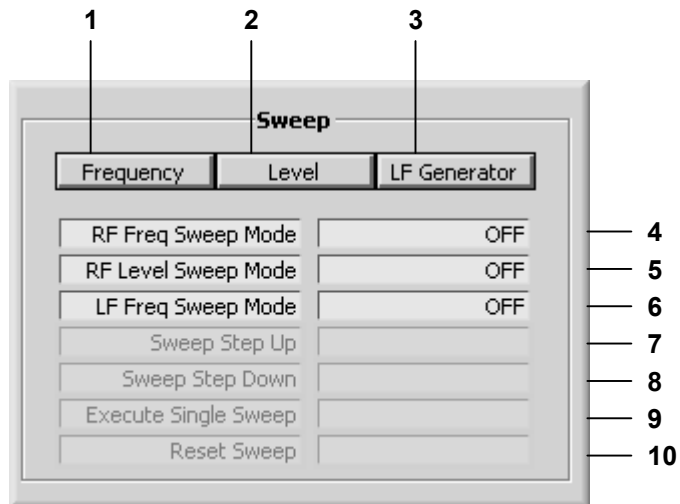 1 2 3
Sweep
Frequency Level LF Generator
RF Freq Sweep Mode OFF 4
RF Level Sweep Mode OFF 5
LF Freq Sweep Mode OFF 6
Sweep Step Up 7
Sweep Step Down 8
Execute Single Sweep 9
Reset Sweep 10